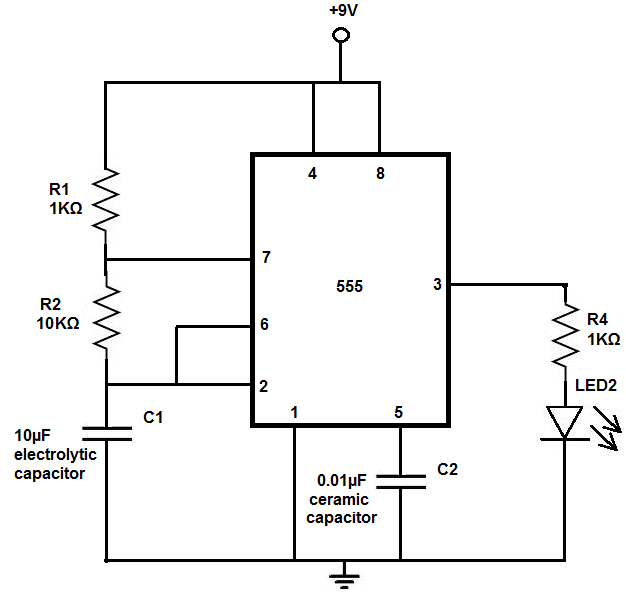 +9V
4
8
R1
1KΩ
7
555
3
R2
10KΩ
6
R4
1KΩ
2
LED2
1
5
C1
10µF
electrolytic
capacitor
C2
0.01µF
ceramic
capacitor